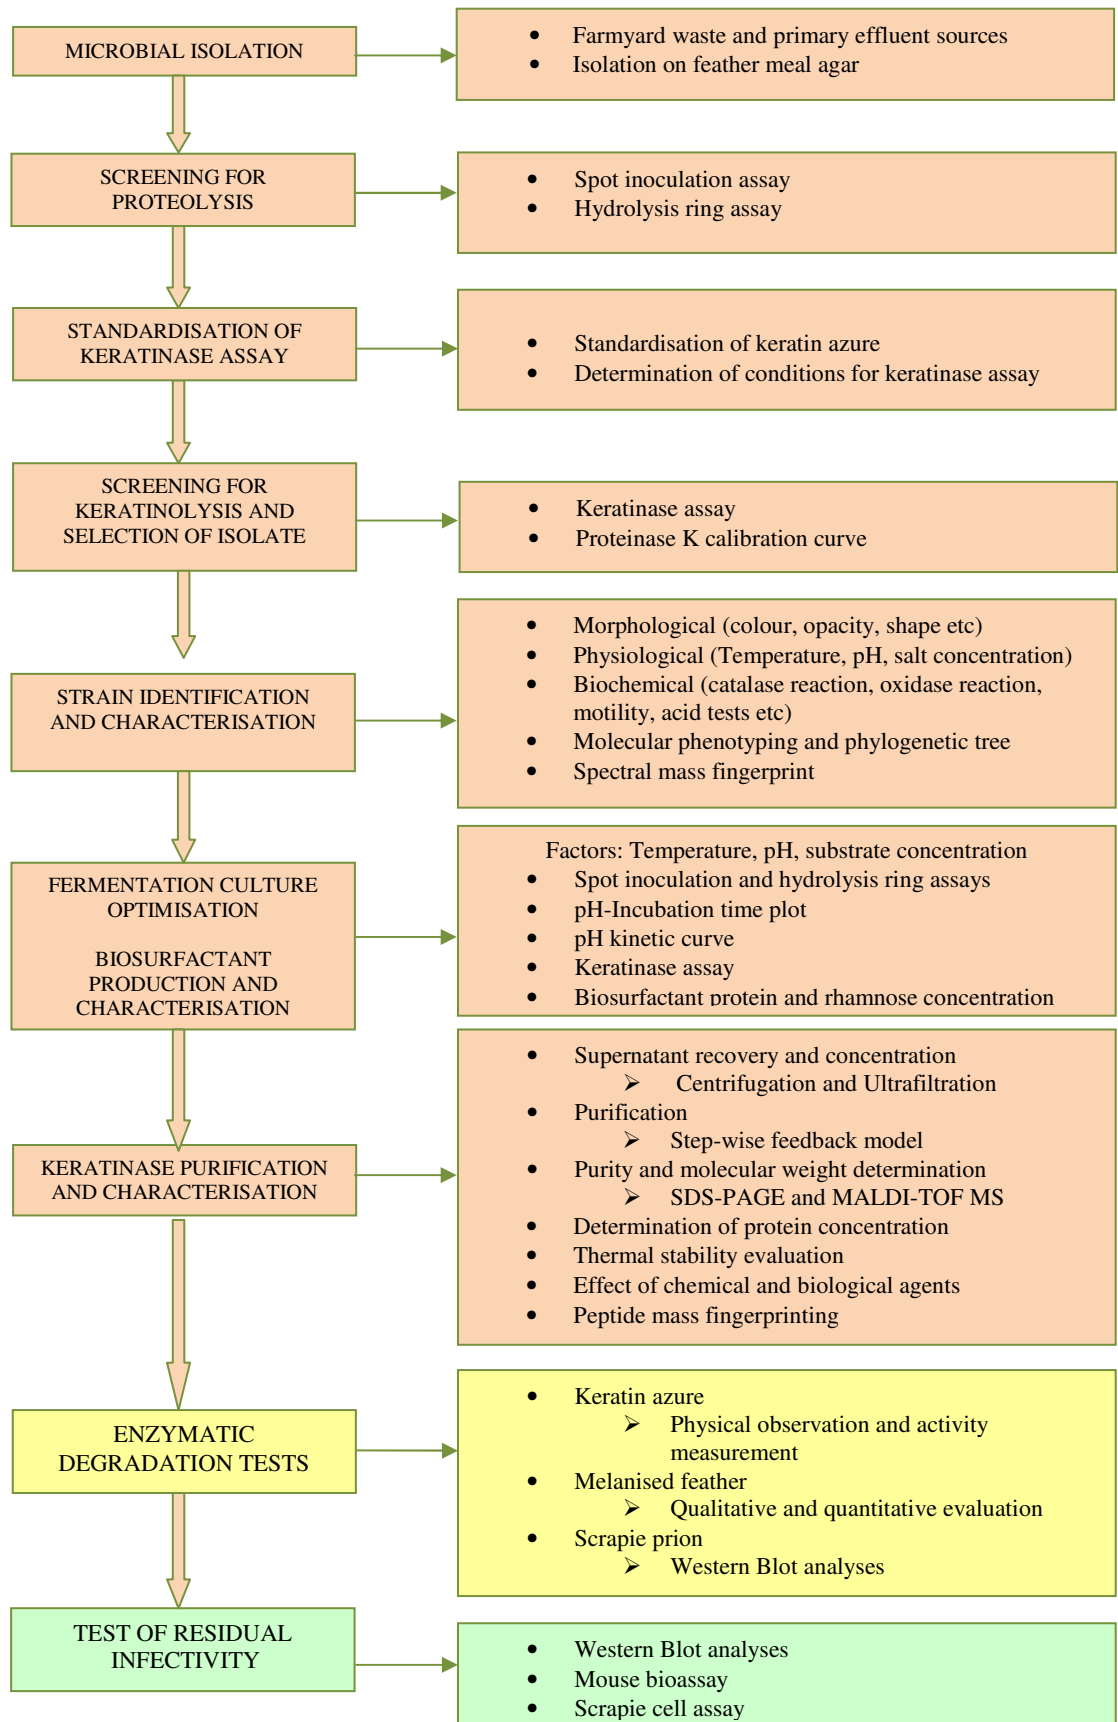 MICROBIAL ISOLATION
• Farmyard waste and primary effluent sources
• Isolation on feather meal agar
SCREENING FOR
PROTEOLYSIS
• Spot inoculation assay
• Hydrolysis ring assay
STANDARDISATION OF
KERATINASE ASSAY
• Standardisation of keratin azure
• Determination of conditions for keratinase assay
SCREENING FOR
KERATINOLYSIS AND
SELECTION OF ISOLATE
• Keratinase assay
• Proteinase K calibration curve
STRAIN IDENTIFICATION
AND CHARACTERISATION
• Morphological (colour, opacity, shape etc)
• Physiological (Temperature, pH, salt concentration)
• Biochemical (catalase reaction, oxidase reaction,
motility, acid tests etc)
• Molecular phenotyping and phylogenetic tree
• Spectral mass fingerprint
FERMENTATION CULTURE
OPTIMISATION
BIOSURFACTANT
PRODUCTION AND
CHARACTERISATION
Factors: Temperature, pH, substrate concentration
• Spot inoculation and hydrolysis ring assays
• pH-Incubation time plot
• pH kinetic curve
• Keratinase assay
• Biosurfactant protein and rhamnose concentration
KERATINASE PURIFICATION
AND CHARACTERISATION
• Supernatant recovery and concentration
➢ Centrifugation and Ultrafiltration
• Purification
➢ Step-wise feedback model
• Purity and molecular weight determination
➢ SDS-PAGE and MALDI-TOF MS
• Determination of protein concentration
• Thermal stability evaluation
• Effect of chemical and biological agents
• Peptide mass fingerprinting
ENZYMATIC
DEGRADATION TESTS
• Keratin azure
➢ Physical observation and activity
measurement
• Melanised feather
➢ Qualitative and quantitative evaluation
• Scrapie prion
➢ Western Blot analyses
TEST OF RESIDUAL
INFECTIVITY
• Western Blot analyses
• Mouse bioassay
• Scrapie cell assay